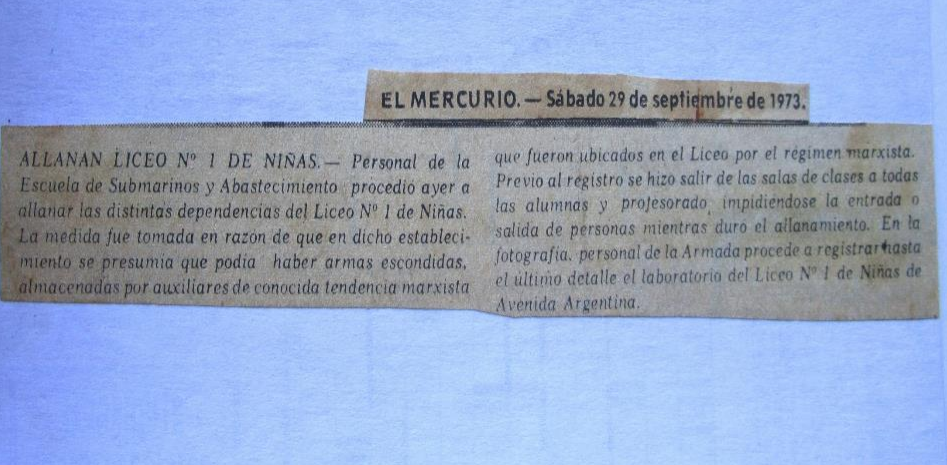 EL MERCURIO.— Sábado 29 de septiembre de 1973.
ALLANAN LICEO Nº 1 DE NIÑAS.— Personal de la
Escuela de Submarinos y Abastecimiento procedió ayer a
allanar las distintas dependencias del Liceo Nº 1 de Niñas.
La medida fue tomada en razón de que en dicho estableci-
miento se presumía que podía haber armas escondidas,
almacenadas por auxiliares de conocida tendencia marxista
que fueron ubicados en el Liceo por el régimen marxista.
Previo al registro se hizo salir de las salas de clases a todas
las alumnas y profesorado, impidiéndose la entrada o
salida de personas mientras duró el allanamiento. En la
fotografía, personal de la Armada procede a registrar hasta
el último detalle el laboratorio del Liceo Nº 1 de Niñas de
Avenida Argentina.